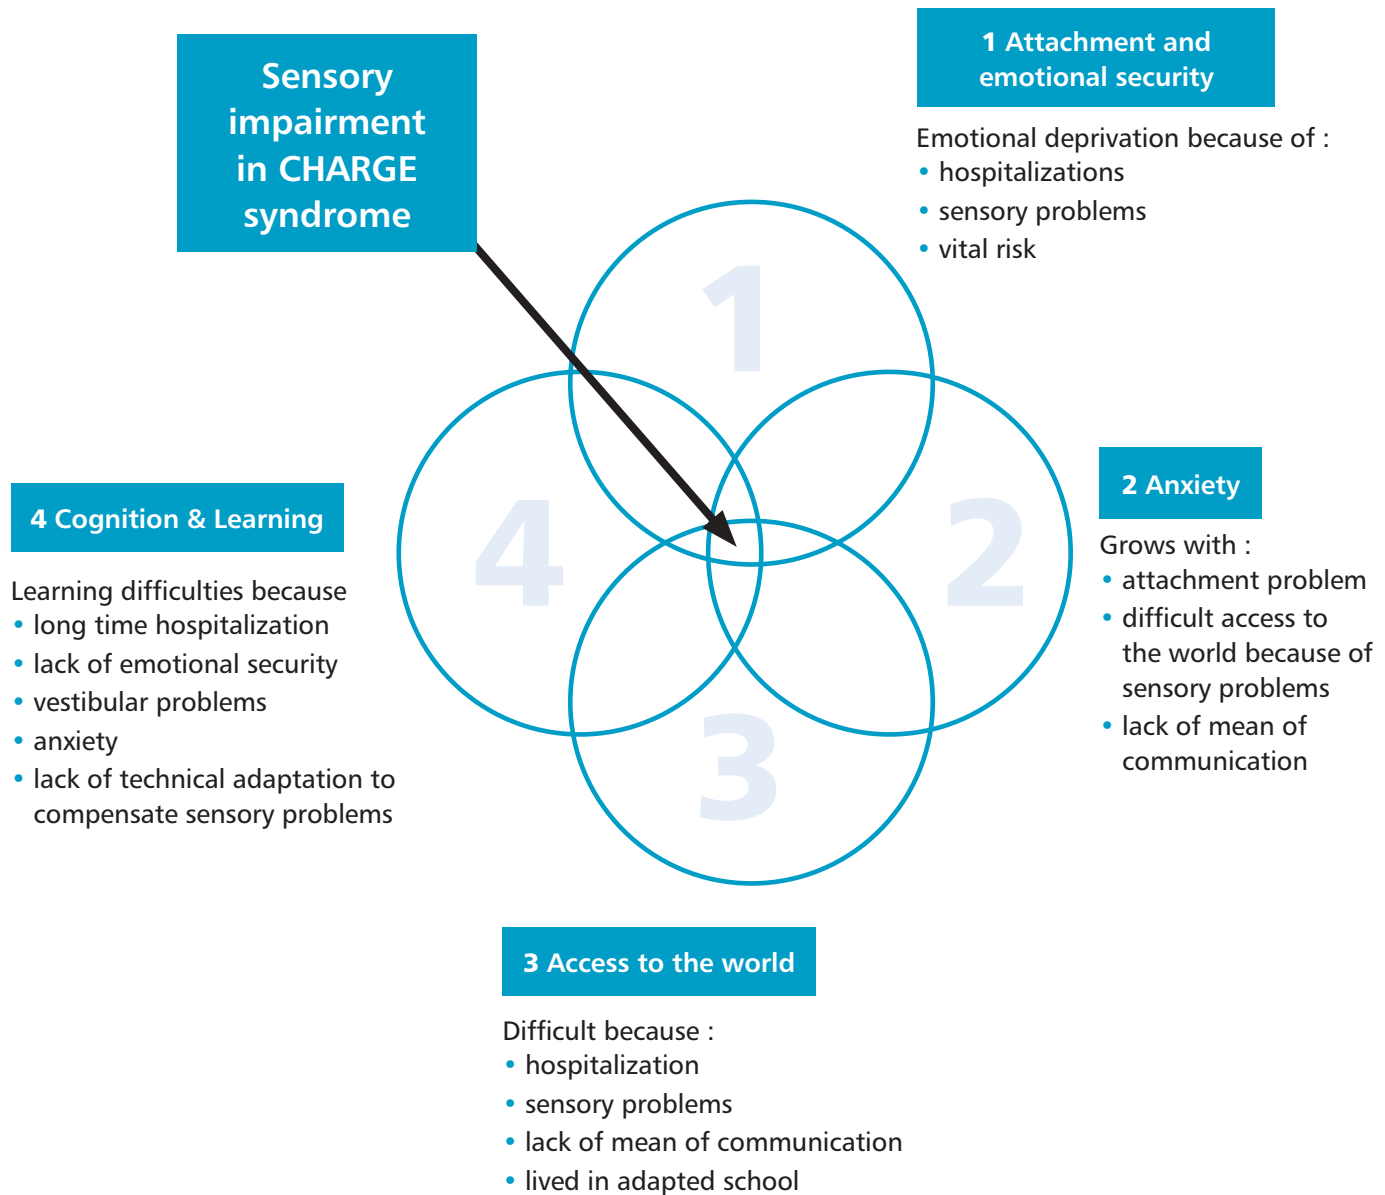 Sensory
impairment
in CHARGE
syndrome
1 Attachment and
emotional security
Emotional deprivation because of :
• hospitalizations
• sensory problems
• vital risk
1
2
3
4
2 Anxiety
Grows with :
• attachment problem
• difficult access to
the world because of
sensory problems
• lack of mean of
communication
4 Cognition & Learning
Learning difficulties because
• long time hospitalization
• lack of emotional security
• vestibular problems
• anxiety
• lack of technical adaptation to
compensate sensory problems
3 Access to the world
Difficult because :
• hospitalization
• sensory problems
• lack of mean of communication
• lived in adapted school